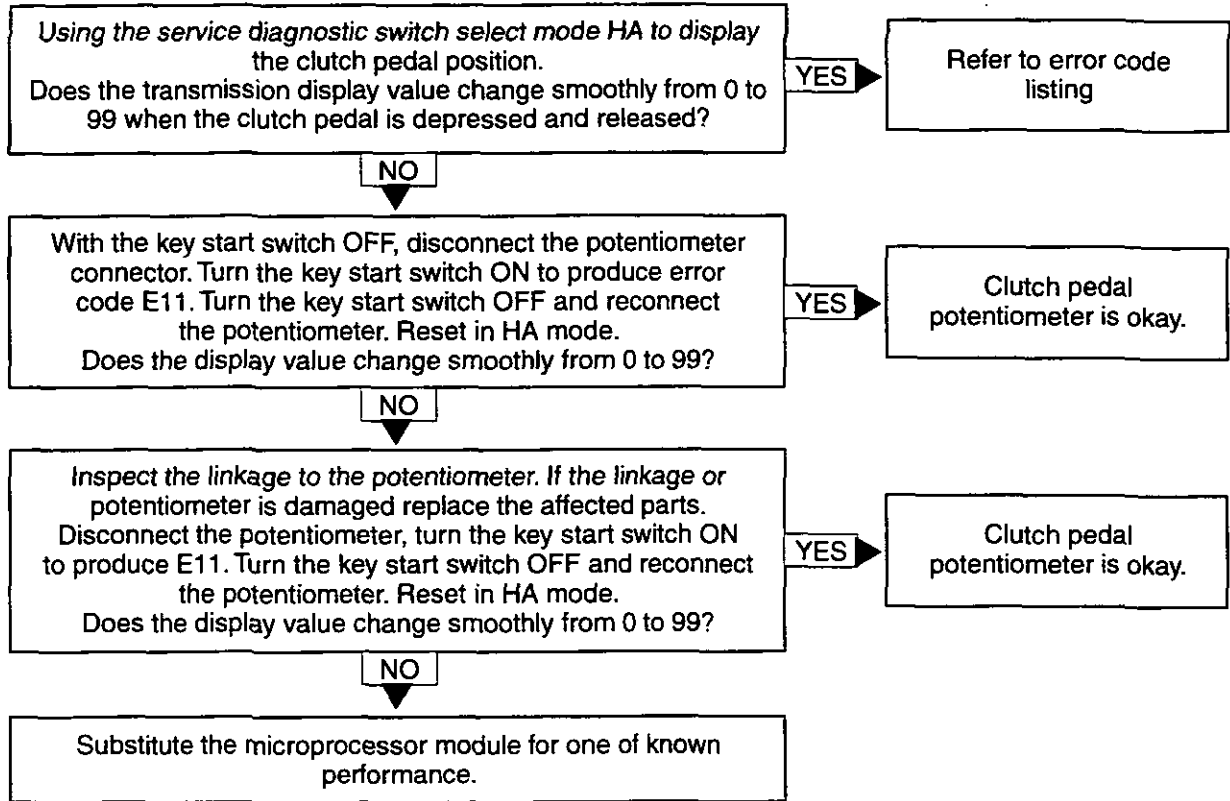 Using the service diagnostic switch select mode HA to display
the clutch pedal position.
Does the transmission display value change smoothly from 0 to
99 when the clutch pedal is depressed and released?
YES
Refer to error code
listing
NO
With the key start switch OFF, disconnect the potentiometer
connector. Turn the key start switch ON to produce error
code E11. Turn the key start switch OFF and reconnect
the potentiometer. Reset in HA mode.
Does the display value change smoothly from 0 to 99?
YES
Clutch pedal
potentiometer is okay.
NO
Inspect the linkage to the potentiometer. If the linkage or
potentiometer is damaged replace the affected parts.
Disconnect the potentiometer, turn the key start switch ON
to produce E11. Turn the key start switch OFF and reconnect
the potentiometer. Reset in HA mode.
Does the display value change smoothly from 0 to 99?
YES
Clutch pedal
potentiometer is okay.
NO
Substitute the microprocessor module for one of known
performance.